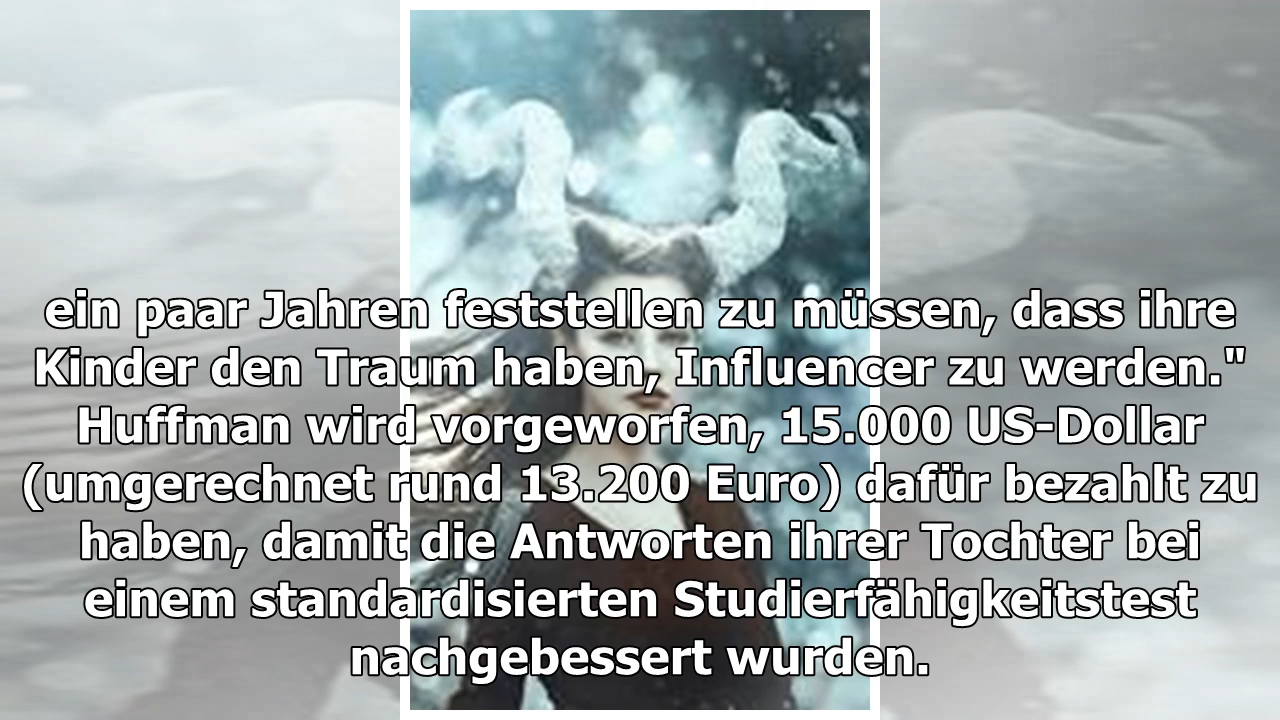 ein paar Jahren feststellen zu müssen, dass ihre
Kinder den Traum haben, Influencer zu werden."
Huffman wird vorgeworfen, 15.000 US-Dollar
(umgerechnet rund 13.200 Euro) dafür bezahlt zu
haben, damit die Antworten ihrer Tochter bei
einem standardisierten Studierfähigkeitstest
nachgebessert wurden.